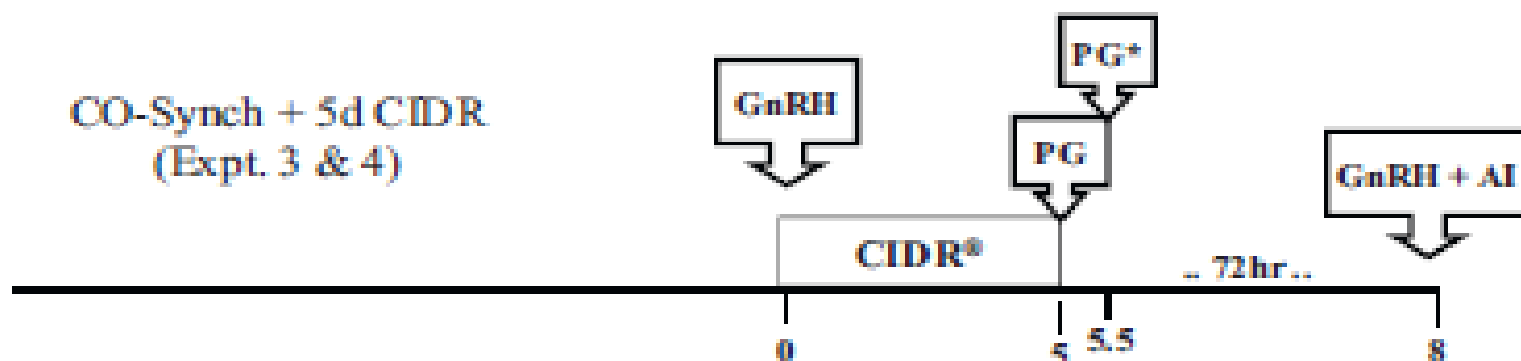 CO-Synch + 5d CIDR
(Expt. 3 & 4)
GnRH
PG*
PG
GnRH + AI
CIDR®
.. 72hr ..
0
5
5.5
8